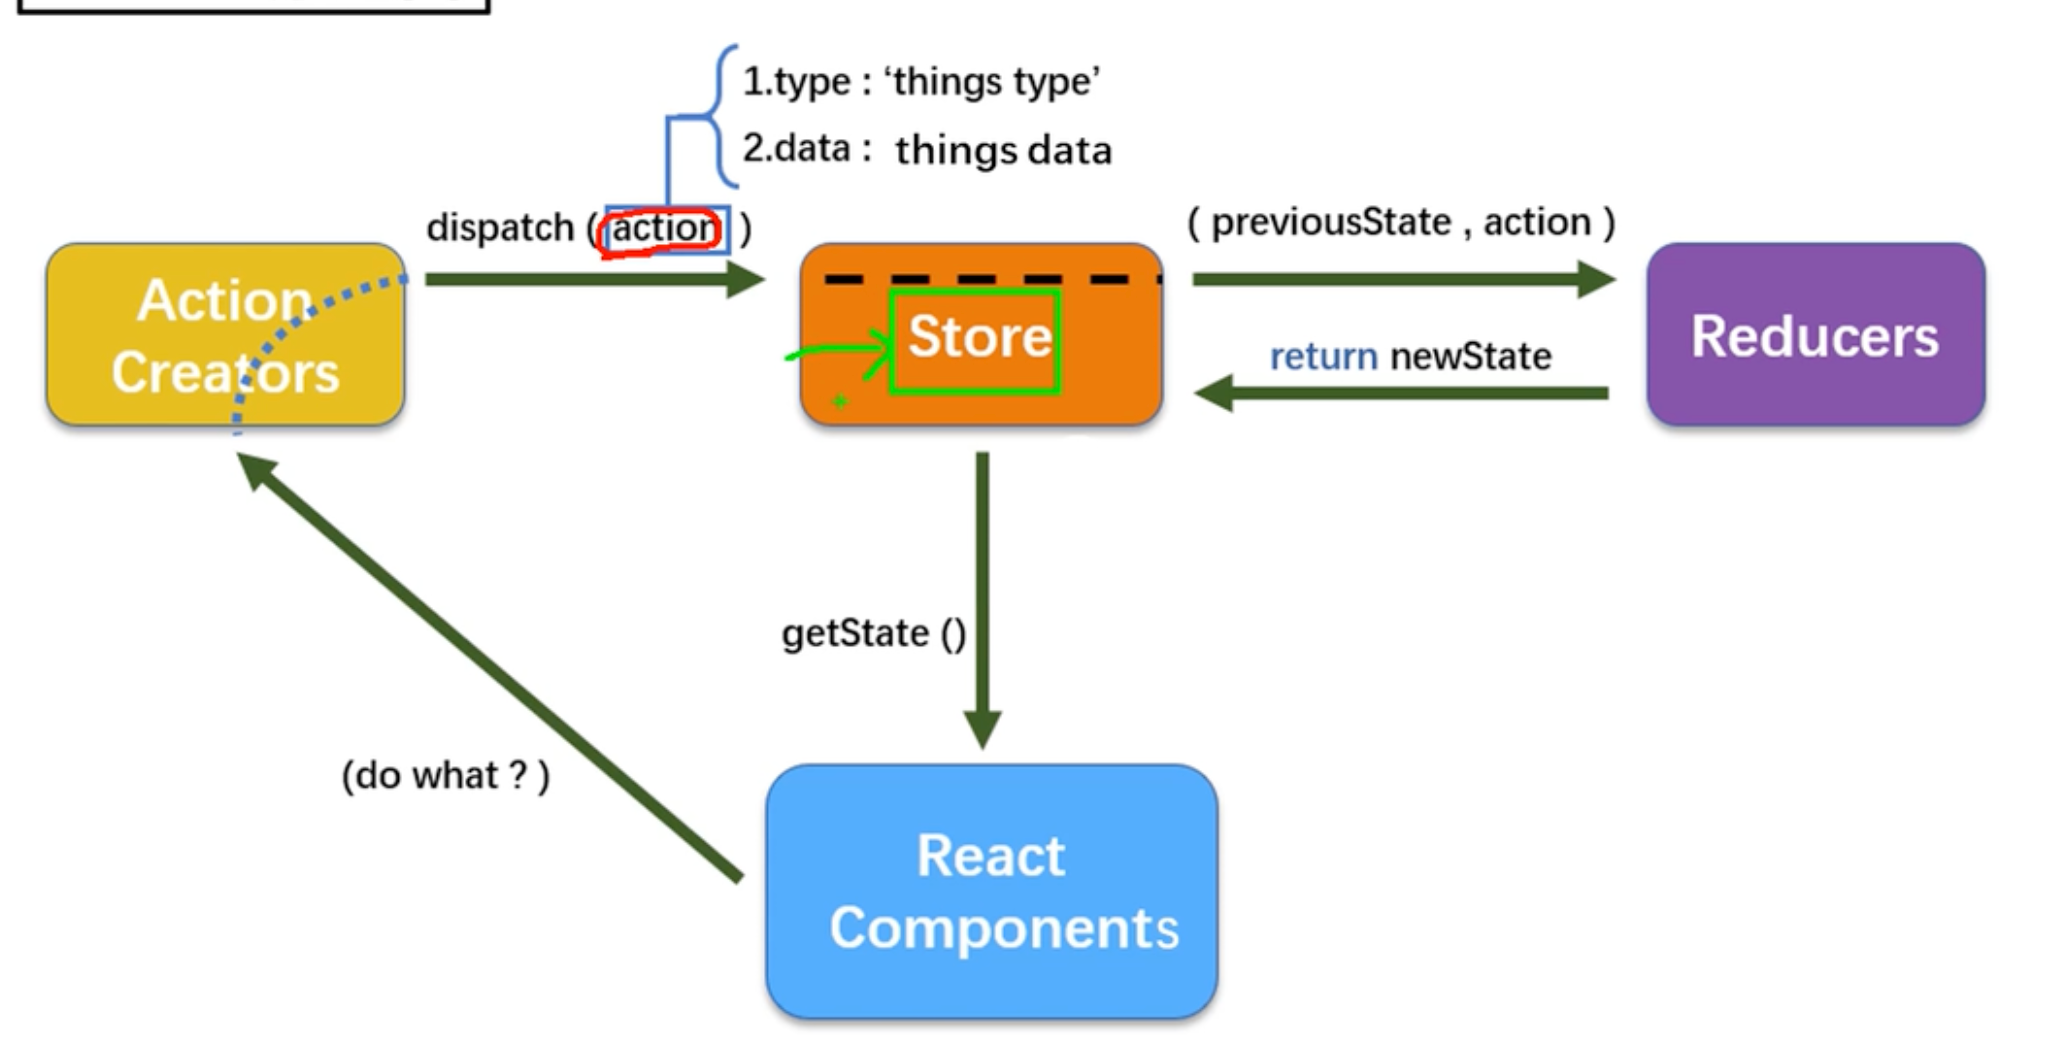 1.type : ‘things type’
2.data : things data
dispatch ( action )
( previousState , action )
Action
Creators
Store
return newState
Reducers
getState ()
(do what ? )
React
Components